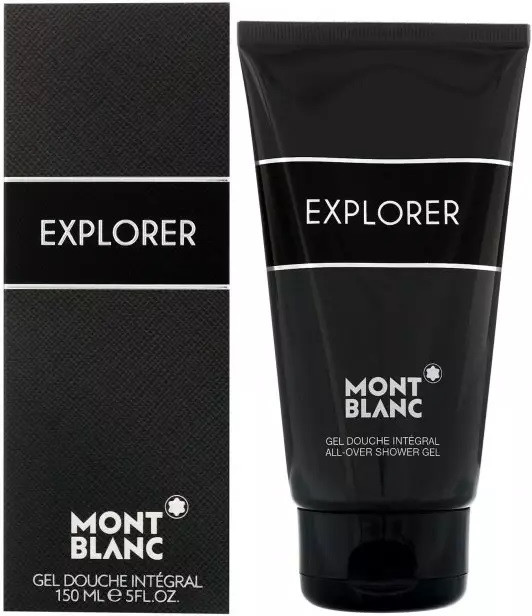 EXPLORER
MONT
BLANC
GEL DOUCHE INTÉGRAL
150 ML ℮ 5FL.OZ.
EXPLORER
MONT
BLANC
GEL DOUCHE INTÉGRAL
ALL-OVER SHOWER GEL